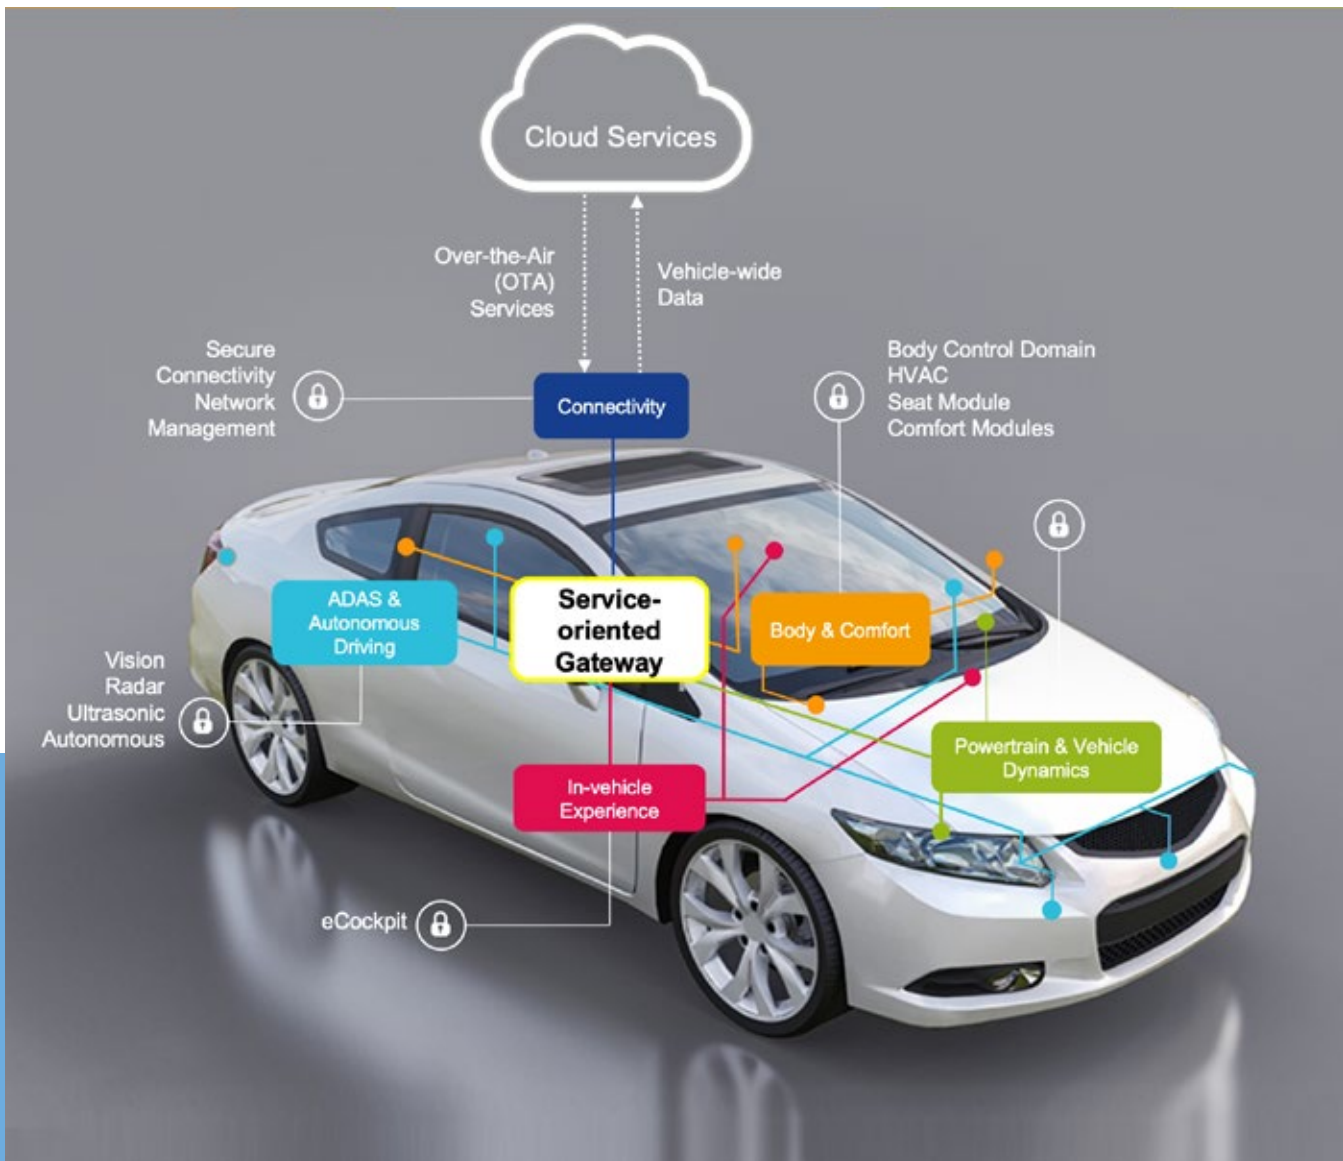 Cloud Services
Over-the-Air
(OTA)
Services
Vehicle-wide
Data
Secure
Connectivity
Network
Management
Connectivity
Body Control Domain
HVAC
Seat Module
Comfort Modules
ADAS &
Autonomous
Driving
Service-
oriented
Gateway
Body & Comfort
Vision
Radar
Ultrasonic
Autonomous
Powertrain & Vehicle
Dynamics
In-vehicle
Experience
eCockpit